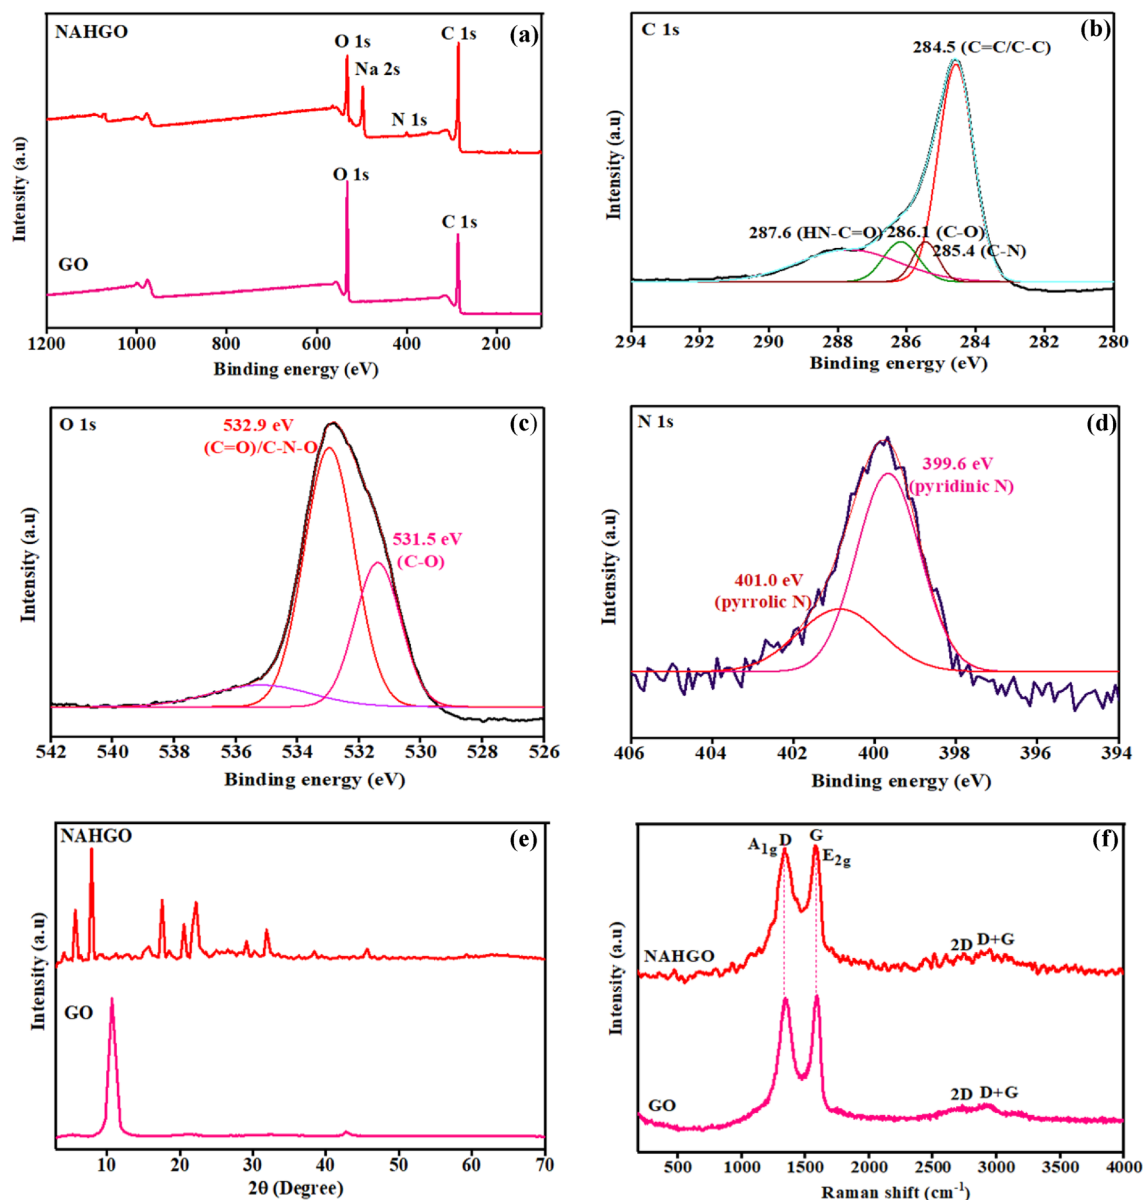 NAHGO
(a)
O 1s
C 1s
Na 2s
N 1s
O 1s
C 1s
GO
Intensity (a.u)
1200 1000 800 600 400 200
Binding energy (eV)
C 1s
(b)
284.5 (C=C/C-C)
287.6 (HN-C=O)
286.1 (C-O)
285.4 (C-N)
Intensity (a.u)
294 292 290 288 286 284 282 280
Binding energy (eV)
O 1s
(c)
532.9 eV
(C=O)/C-N-O
531.5 eV
(C-O)
Intensity (a.u)
542 540 538 536 534 532 530 528 526
Binding energy (eV)
N 1s
(d)
399.6 eV
(pyridinic N)
401.0 eV
(pyrrolic N)
Intensity (a.u)
406 404 402 400 398 396 394
Binding energy (eV)
NAHGO
(e)
GO
Intensity (a.u)
10 20 30 40 50 60 70
2θ (Degree)
A1g D G
E2g
(f)
2D D+G
NAHGO
2D D+G
GO
Intensity (a.u)
500 1000 1500 2000 2500 3000 3500 4000
Raman shift (cm-1)